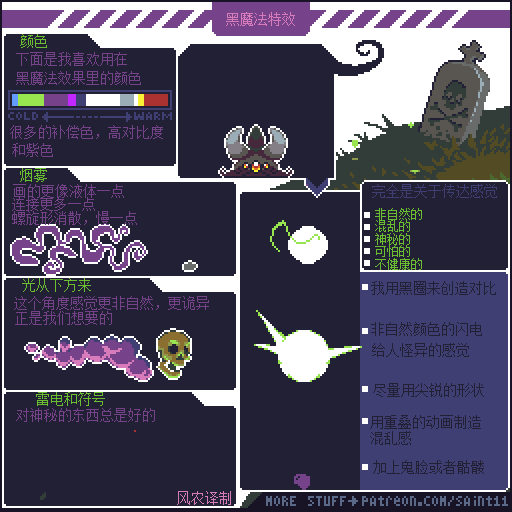 黑魔法特效
颜色
下面是我喜欢用在
黑魔法效果里的颜色
COLD
WARM
很多的补偿色，高对比度
和紫色
烟雾
画的更像液体一点
连接更多一点
螺旋形消散，慢一点
光从下方来
这个角度感觉更非自然，更诡异
正是我们想要的
雷电和符号
对神秘的东西总是好的
风农译制
完全是关于传达感觉
非自然的
混乱的
神秘的
可怕的
不健康的
我用黑圈来创造对比
非自然颜色的闪电
给人怪异的感觉
尽量用尖锐的形状
用重叠的动画制造
混乱感
加上鬼脸或者骷髅
MORE STUFF→PATREON.COM/SAINT11